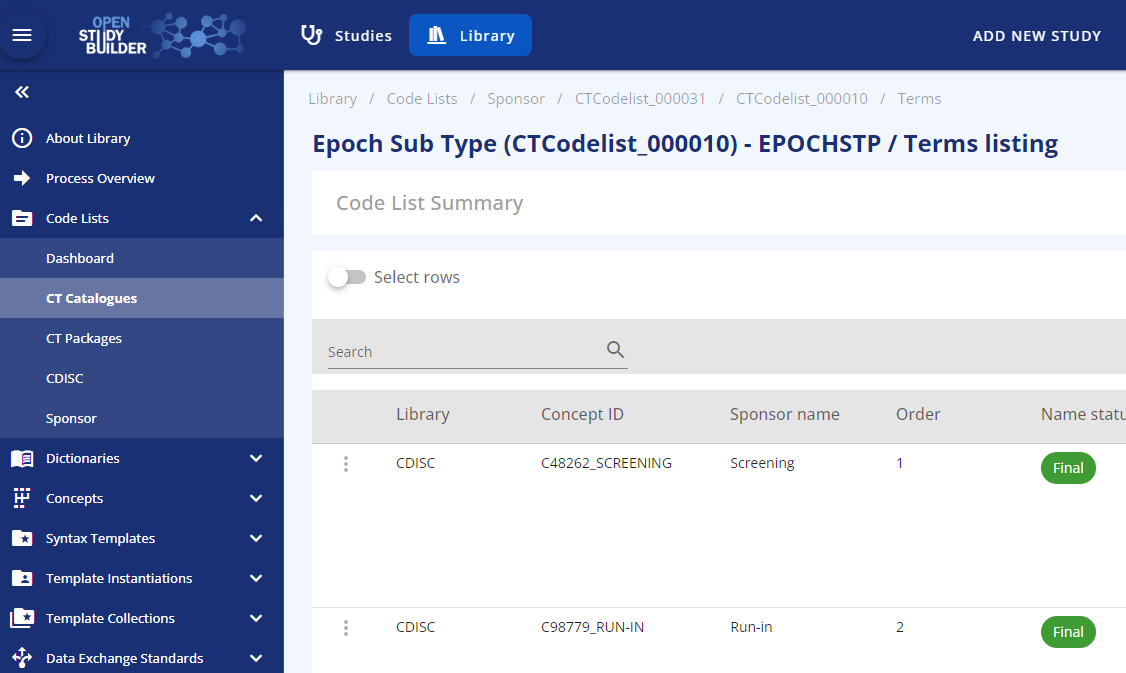 OPEN
STUDY
BUILDER
Studies
Library
ADD NEW STUDY
About Library
Process Overview
Code Lists
Dashboard
CT Catalogues
CT Packages
CDISC
Sponsor
Dictionaries
Concepts
Syntax Templates
Template Instantiations
Template Collections
Data Exchange Standards
Library / Code Lists / Sponsor / CTCodelist_000031 / CTCodelist_000010 / Terms
Epoch Sub Type (CTCodelist_000010) - EPOCHSTP / Terms listing
Code List Summary
Select rows
Search
Library Concept ID Sponsor name Order Name statu
CDISC C48262_SCREENING Screening 1 Final
CDISC C98779_RUN-IN Run-in 2 Final